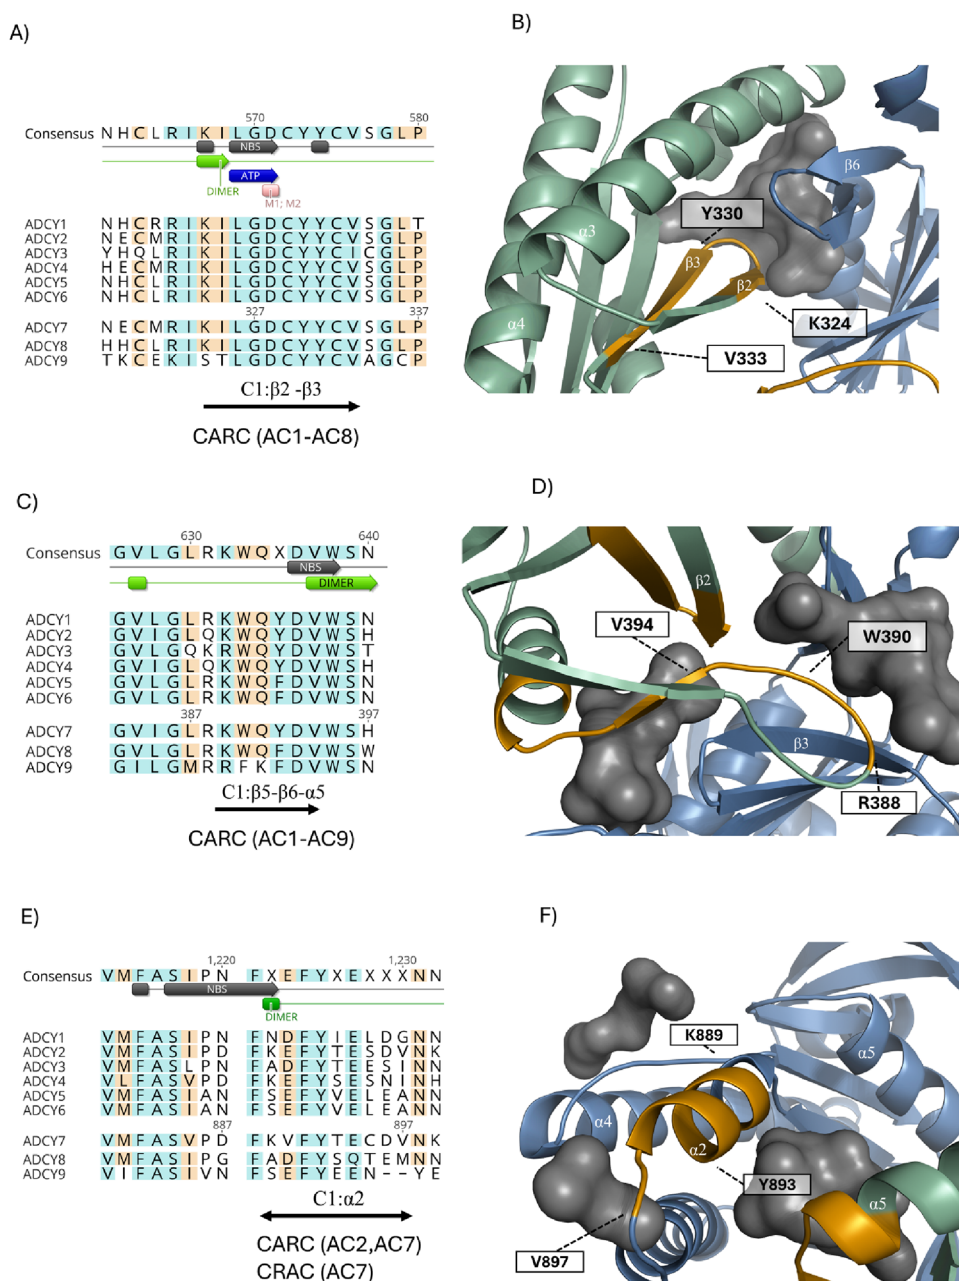 A)
570
580
Consensus
N H C L R I K I L G D C Y Y C V S G L P
NBS
DIMER
ATP
M1; M2
ADCY1 N H C R R I K I L G D C Y Y C V S G L T
ADCY2 N E C M R I K I L G D C Y Y C V S G L P
ADCY3 Y H Q L R I K I L G D C Y Y C I C G L P
ADCY4 H E C M R I K I L G D C Y Y C V S G L P
ADCY5 N H C L R I K I L G D C Y Y C V S G L P
ADCY6 N H C L R I K I L G D C Y Y C V S G L P
327
337
ADCY7 N E C M R I K I L G D C Y Y C V S G L P
ADCY8 H H C L R I K I L G D C Y Y C V S G L P
ADCY9 T K C E K I S T L G D C Y Y C V A G C P
C1:β2 -β3
CARC (AC1-AC8)
B)
β6
Y330
α3
β3
β2
K324
α4
V333
C)
630
640
Consensus
G V L G L R K W Q X D V W S N
NBS
DIMER
ADCY1 G V L G L R K W Q Y D V W S N
ADCY2 G V I G L Q K W Q Y D V W S H
ADCY3 G V L G Q K R W Q Y D V W S T
ADCY4 G V I G L Q K W Q Y D V W S H
ADCY5 G V L G L R K W Q F D V W S N
ADCY6 G V L G L R K W Q F D V W S N
387
397
ADCY7 G V I G L R K W Q Y D V W S H
ADCY8 G V L G L R K W Q F D V W S W
ADCY9 G I L G M R R F K F D V W S N
C1:β5-β6-α5
CARC (AC1-AC9)
D)
β2
V394
W390
β3
R388
E)
1,220
1,230
Consensus
V M F A S I P N F X E F Y X E X X X N N
NBS
DIMER
ADCY1 V M F A S I P N F N D F Y I E L D G N N
ADCY2 V M F A S I P D F K E F Y T E S D V N K
ADCY3 V M F A S L P N F A D F Y T E E S I N N
ADCY4 V L F A S V P D F K E F Y S E S N I N H
ADCY5 V M F A S I A N F S E F Y V E L E A N N
ADCY6 V M F A S I A N F S E F Y V E L E A N N
887
897
ADCY7 V M F A S V P D F K V F Y T E C D V N K
ADCY8 V M F A S I P G F A D F Y S Q T E M N N
ADCY9 V I F A S I V N F S E F Y E E N - - Y E
C1:α2
CARC (AC2,AC7)
CRAC (AC7)
F)
K889
α5
α4
α2
Y893
α5
V897